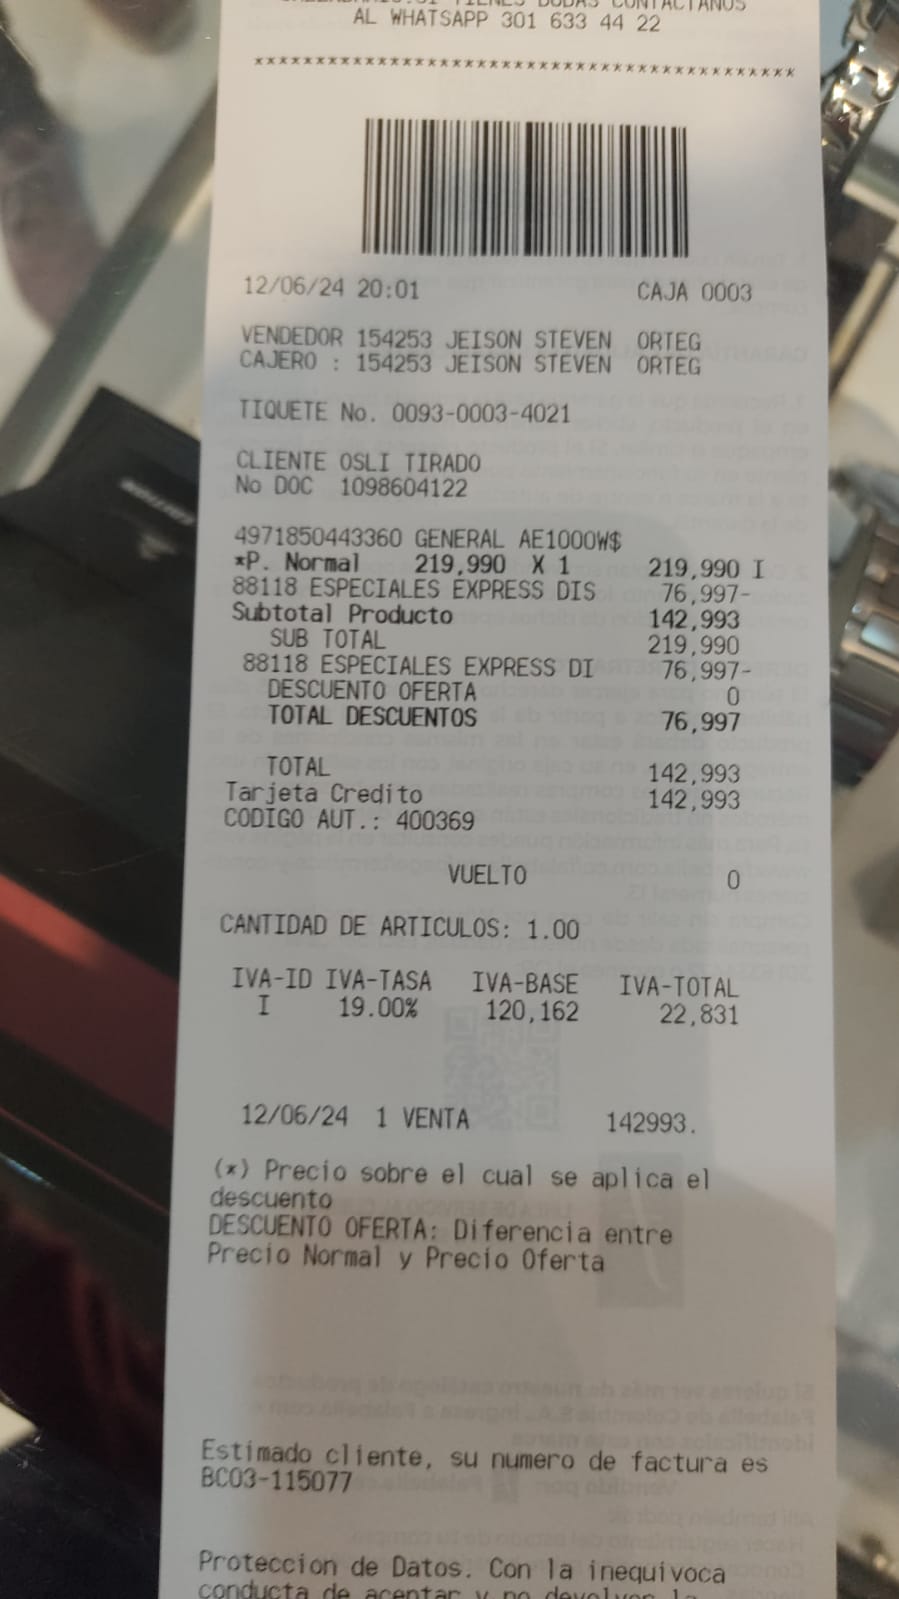 AL WHATSAPP 301 633 44 22
********************************************
12/06/24 20:01 CAJA 0003
VENDEDOR 154253 JEISON STEVEN ORTEG
CAJERO : 154253 JEISON STEVEN ORTEG
TIQUETE No. 0093-0003-4021
CLIENTE OSLI TIRADO
No DOC 1098604122
4971850443360 GENERAL AE1000W$
*P. Normal 219,990 X 1 219,990 I
88118 ESPECIALES EXPRESS DIS 76,997-
Subtotal Producto 142,993
SUB TOTAL 219,990
88118 ESPECIALES EXPRESS DI 76,997-
DESCUENTO OFERTA 0
TOTAL DESCUENTOS 76,997
TOTAL 142,993
Tarjeta Credito 142,993
CODIGO AUT.: 400369
VUELTO 0
CANTIDAD DE ARTICULOS: 1.00
IVA-ID IVA-TASA IVA-BASE IVA-TOTAL
I 19.00% 120,162 22,831
12/06/24 1 VENTA 142993.
(*) Precio sobre el cual se aplica el
descuento
DESCUENTO OFERTA: Diferencia entre
Precio Normal y Precio Oferta
Estimado cliente, su numero de factura es
BC03-115077
Proteccion de Datos. Con la inequivoca
conducta de aceptar y no devolver la